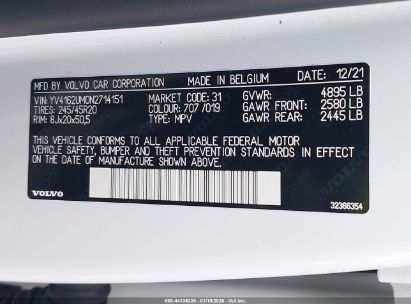 MFD BY VOLVO CAR CORPORATION MADE IN BELGIUM DATE: 12/21
VIN: YV4162UM0N2714151 MARKET CODE: 31 GVWR: 4895 LB
TIRES: 245/45R20 COLOUR: 707 /019 GAWR FRONT: 2580 LB
RIM: 8Jx20x50,5 TYPE: MPV GAWR REAR: 2445 LB
THIS VEHICLE CONFORMS TO ALL APPLICABLE FEDERAL MOTOR
VEHICLE SAFETY, BUMPER AND THEFT PREVENTION STANDARDS IN EFFECT ON THE
DATE OF MANUFACTURE SHOWN ABOVE.
VOLVO 32366354